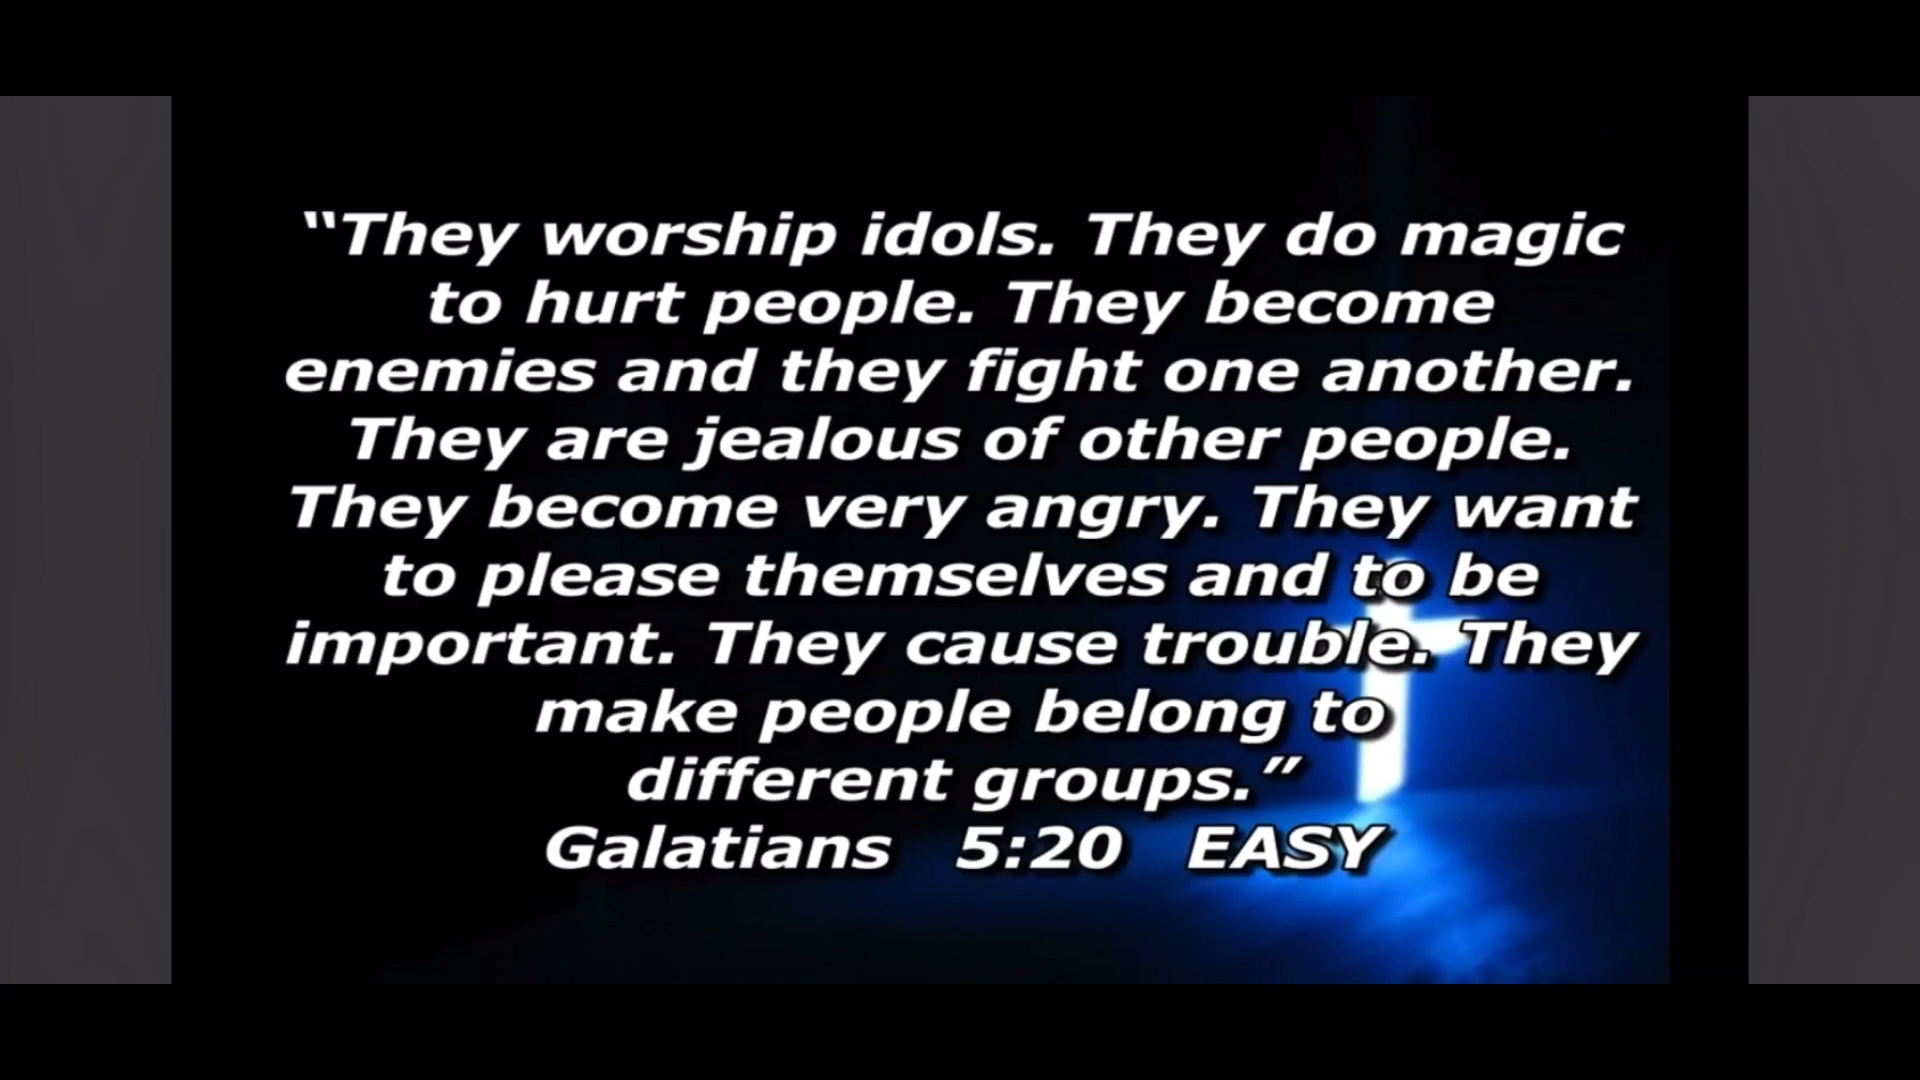 “They worship idols. They do magic
to hurt people. They become
enemies and they fight one another.
They are jealous of other people.
They become very angry. They want
to please themselves and to be
important. They cause trouble. They
make people belong to
different groups.”
Galatians 5:20 EASY